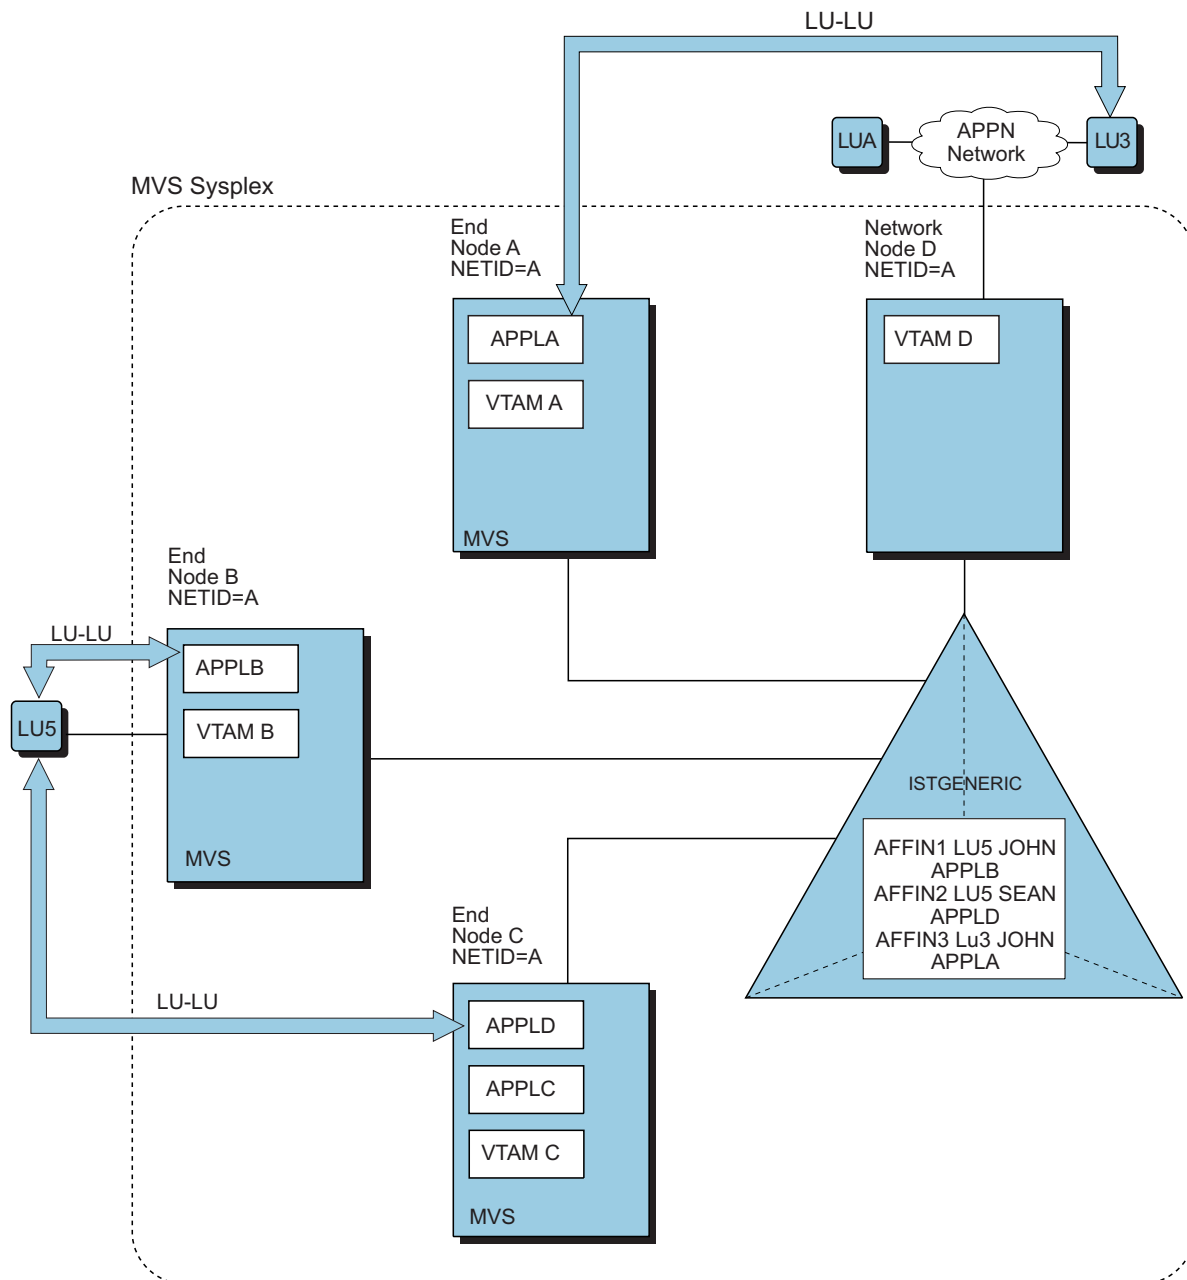 LU-LU
LUA
APPN
Network
LU3
MVS Sysplex
End
Node A
NETID=A
Network
Node D
NETID=A
APPLA
VTAM A
MVS
VTAM D
End
Node B
NETID=A
LU-LU
APPLB
LU5
VTAM B
MVS
ISTGENERIC
AFFIN1 LU5 JOHN
APPLB
AFFIN2 LU5 SEAN
APPLD
AFFIN3 Lu3 JOHN
APPLA
End
Node C
NETID=A
LU-LU
APPLD
APPLC
VTAM C
MVS